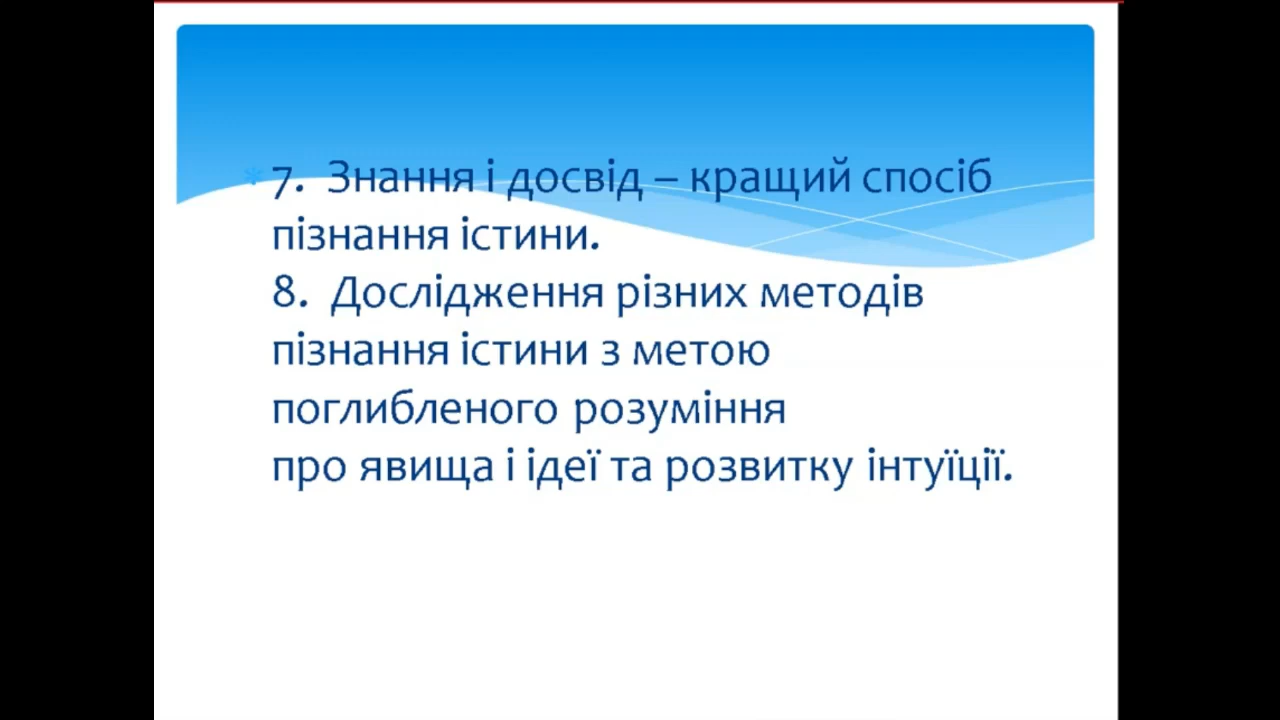 7. Знання і досвід – кращий спосіб
пізнання істини.
8. Дослідження різних методів
пізнання істини з метою
поглибленого розуміння
про явища і ідеї та розвитку інтуїції.